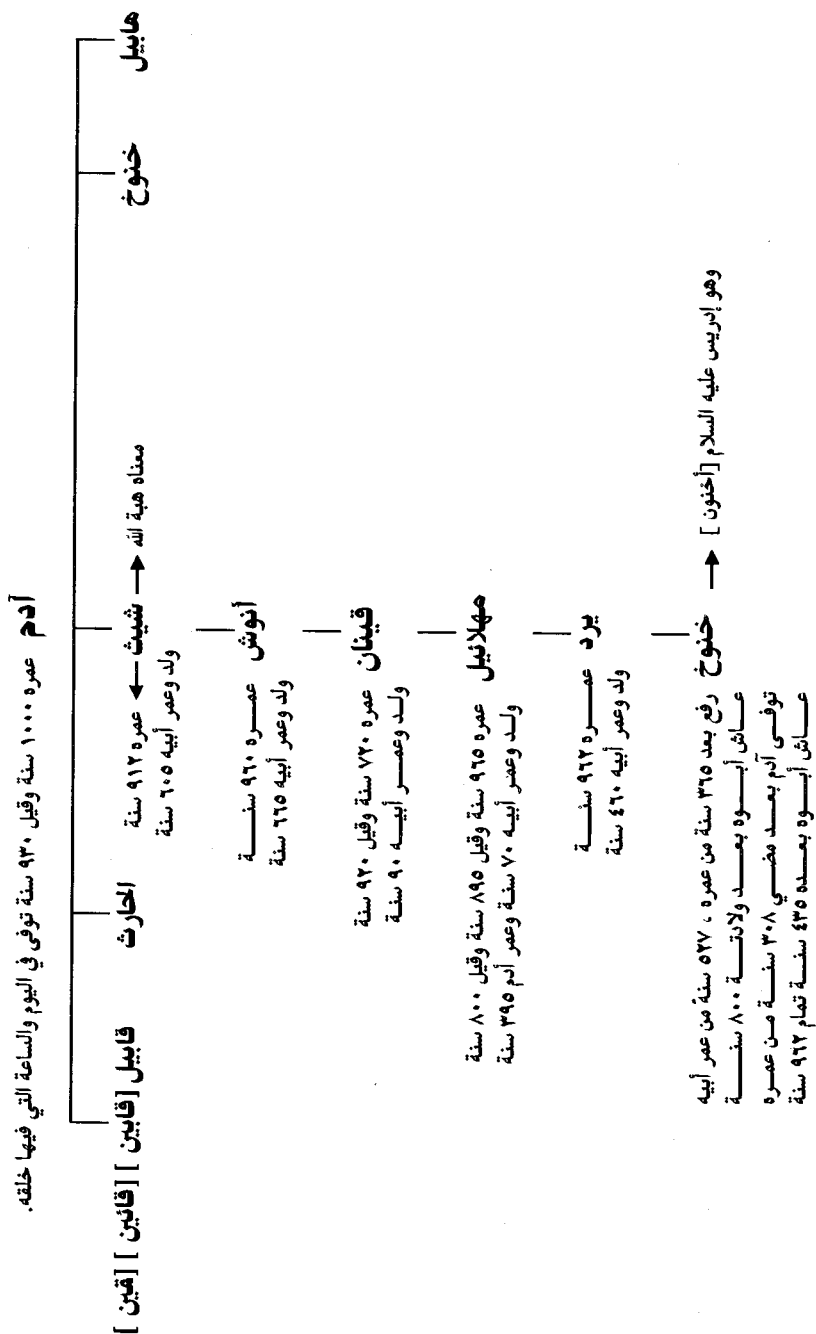 آدم عمره ١٠٠٠ سنة وقيل ٩٣٠ سنة توفى في اليوم والساعة التي فيها خلقه.
هابيل
خنوخ
شيث
الحارث
قابيل [قابين] [قائين] [قين]
معناه هبة الله
عمره ٩١٢ سنة
ولد وعمر أبيه ٦٠٥ سنة
أنوش عمره ٩٦٠ سنة
ولد وعمر أبيه ٦٦٥ سنة
قينان عمره ٧٢٠ سنة وقيل ٩٢٠ سنة
ولد وعمر أبيه ٩٠ سنة
مهلائيل عمره ٩٦٥ سنة وقيل ٨٩٥ سنة وقيل ٨٠٠ سنة
ولد وعمر أبيه ٧٠ سنة وعمر آدم ٣٩٥ سنة
يرد عمره ٩٦٢ سنة
ولد وعمر أبيه ٤٦٠ سنة
وهو إدريس عليه السلام [أخنون]
خنوخ رفع بعد ٣٦٥ سنة من عمره ، ٥٢٧ سنة من عمر أبيه
عاش أبوه بعد ولادته ٨٠٠ سنة
توفى آدم بعد مضي ٣٠٨ سنة من عمره
عاش أبوه بعده ٤٣٥ سنة تمام ٩٦٢ سنة